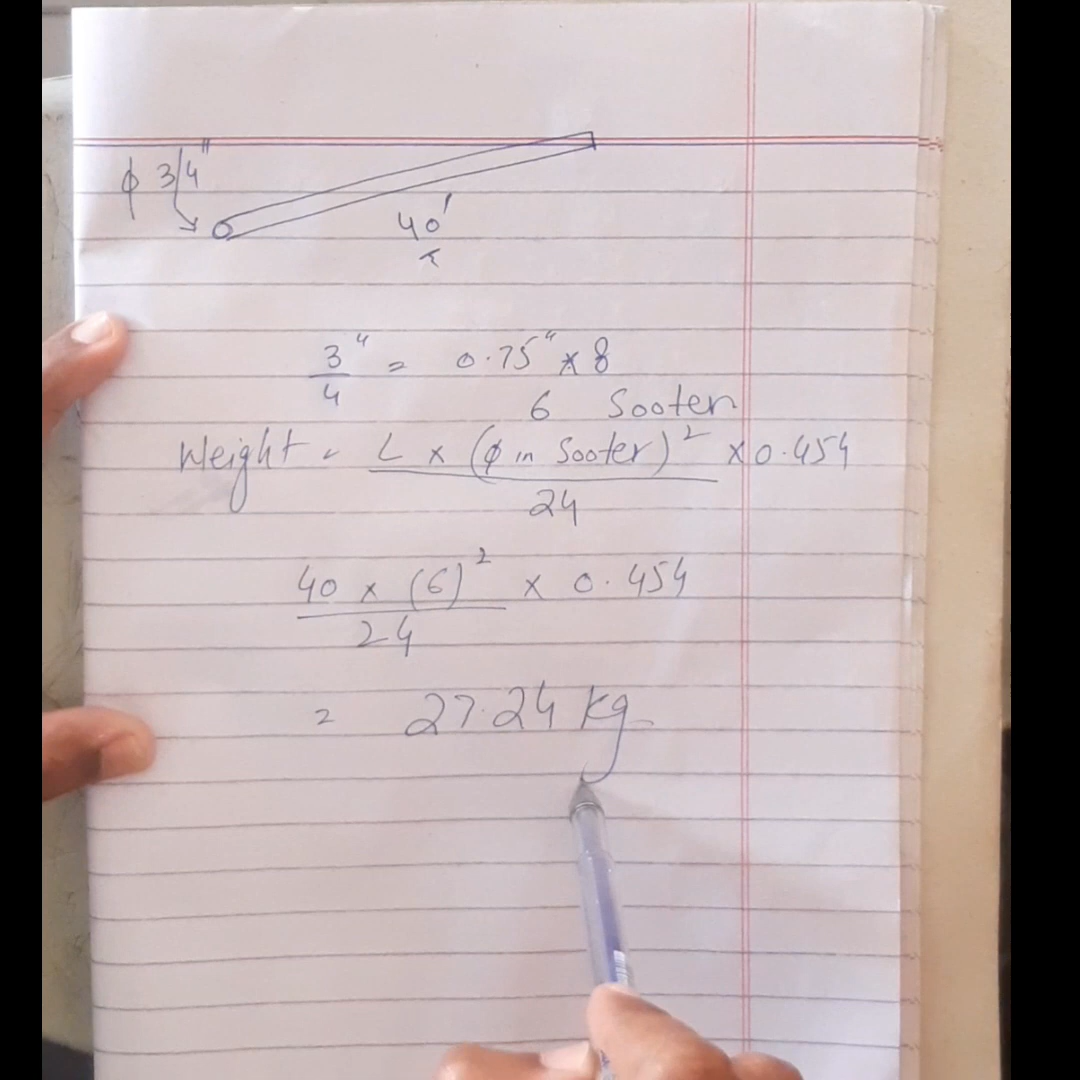 ϕ 3/4"
40'
3/4" = 0.75" × 8
6 Sooter
Weight = L × (ϕ in Sooter)² / 24 × 0.454
40 × (6)² / 24 × 0.454
= 27.24 kg